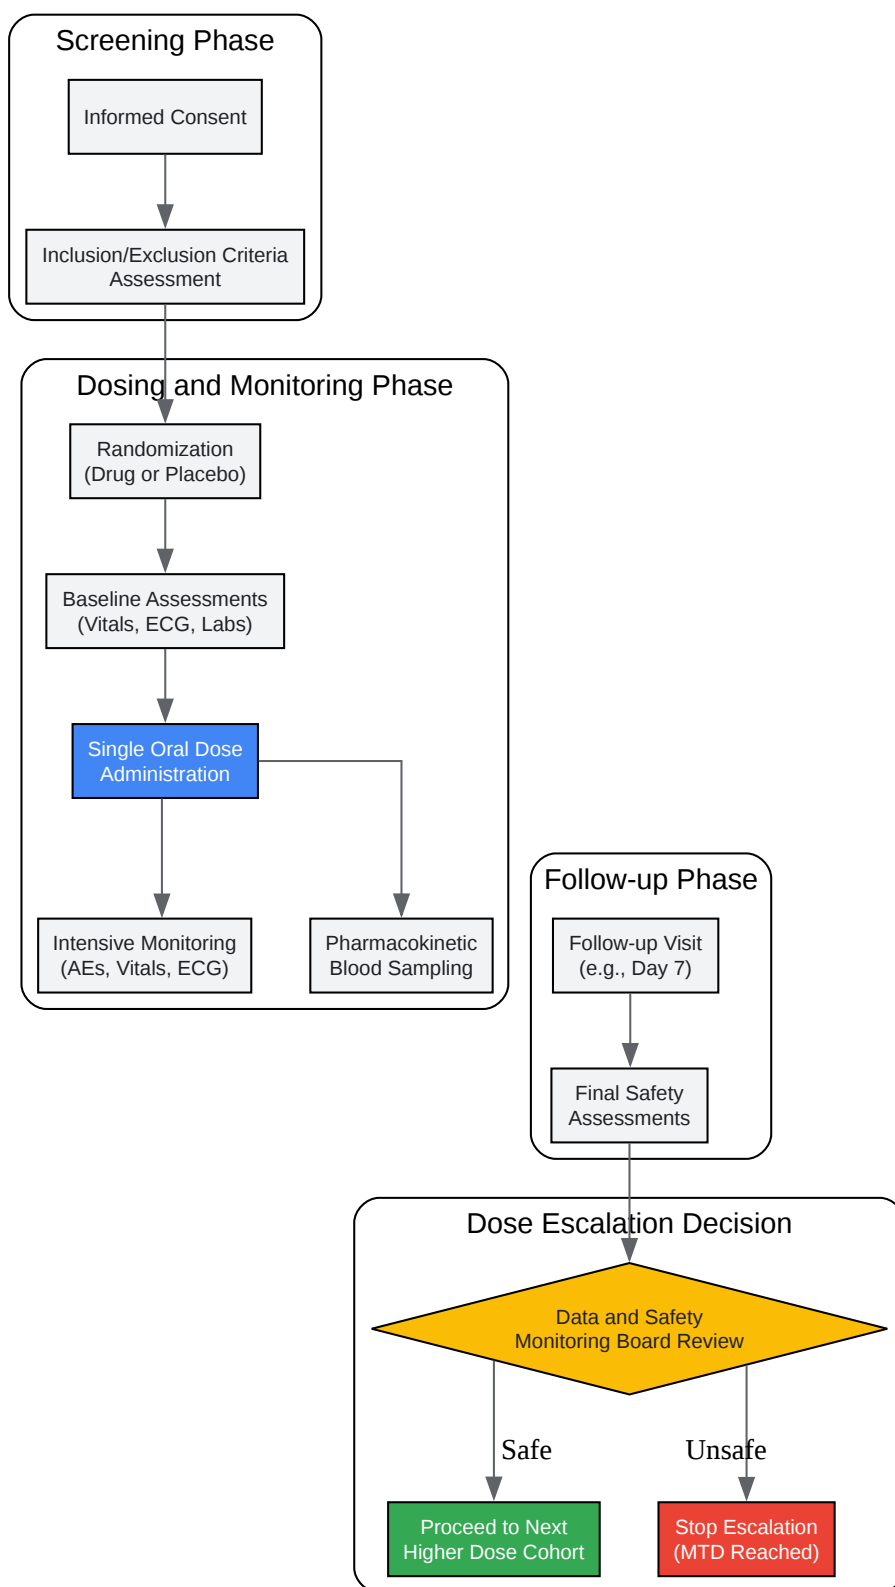 Screening Phase
Informed Consent
Inclusion/Exclusion Criteria
Assessment
Dosing and Monitoring Phase
Randomization
(Drug or Placebo)
Baseline Assessments
(Vitals, ECG, Labs)
Single Oral Dose
Administration
Intensive Monitoring
(AEs, Vitals, ECG)
Pharmacokinetic
Blood Sampling
Follow-up Phase
Follow-up Visit
(e.g., Day 7)
Final Safety
Assessments
Dose Escalation Decision
Data and Safety
Monitoring Board Review
Safe
Unsafe
Proceed to Next
Higher Dose Cohort
Stop Escalation
(MTD Reached)